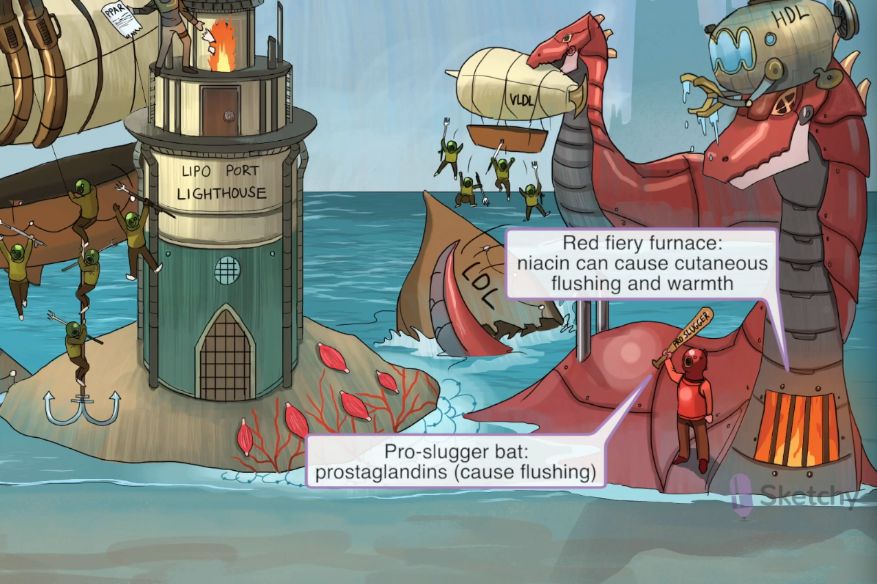 PPAR
HDL
VLDL
LIPO PORT
LIGHTHOUSE
LDL
Red fiery furnace:
niacin can cause cutaneous
flushing and warmth
PRO-SLUGGER
Pro-slugger bat:
prostaglandins (cause flushing)
Sketchy